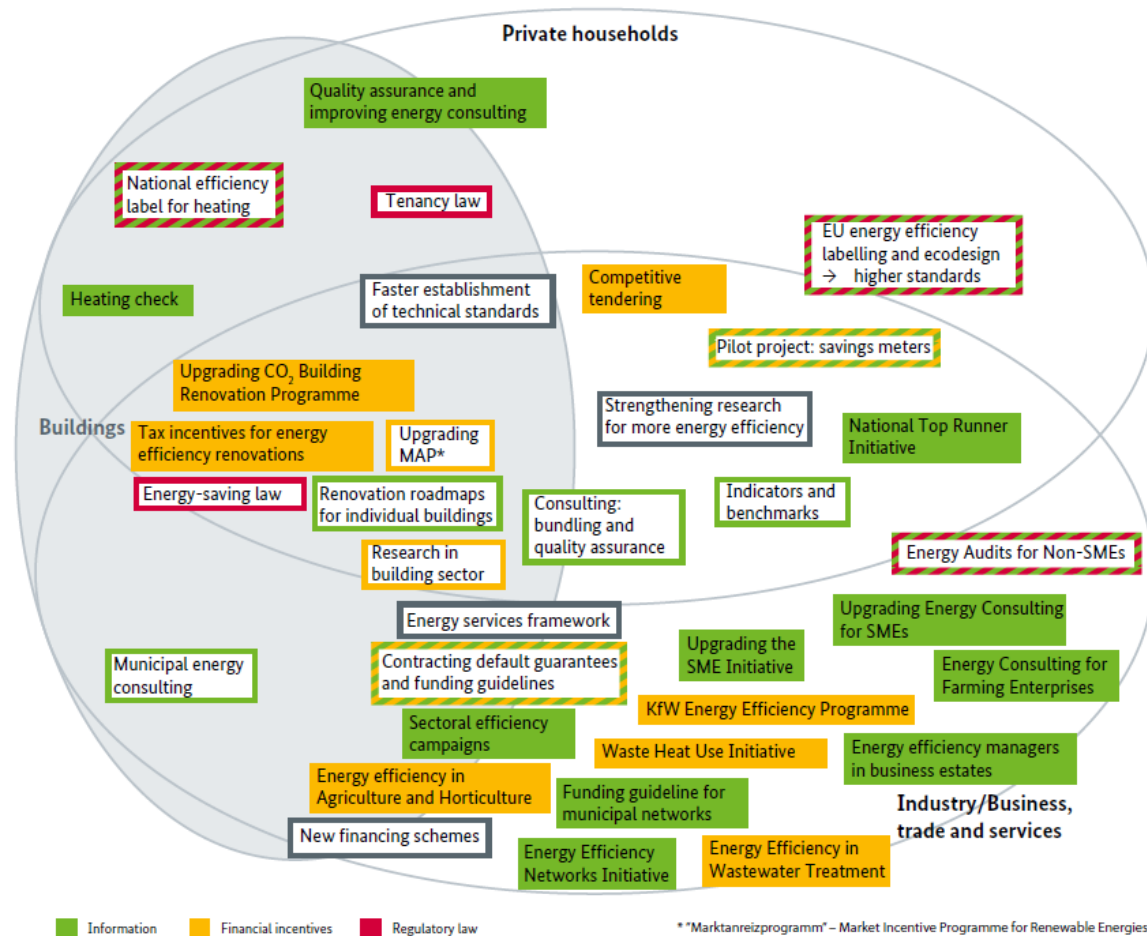 Private households
Quality assurance and
improving energy consulting
National efficiency
label for heating
Tenancy law
EU energy efficiency
labelling and ecodesign
→ higher standards
Heating check
Faster establishment
of technical standards
Competitive
tendering
Pilot project: savings meters
Upgrading CO₂ Building
Renovation Programme
Buildings
Tax incentives for energy
efficiency renovations
Upgrading
MAP*
Strengthening research
for more energy efficiency
National Top Runner
Initiative
Energy-saving law
Renovation roadmaps
for individual buildings
Consulting:
bundling and
quality assurance
Indicators and
benchmarks
Research in
building sector
Energy Audits for Non-SMEs
Energy services framework
Upgrading Energy Consulting
for SMEs
Municipal energy
consulting
Contracting default guarantees
and funding guidelines
Upgrading the
SME Initiative
Energy Consulting for
Farming Enterprises
Sectoral efficiency
campaigns
KfW Energy Efficiency Programme
Waste Heat Use Initiative
Energy efficiency managers
in business estates
Energy efficiency in
Agriculture and Horticulture
Funding guideline for
municipal networks
Industry/Business,
trade and services
New financing schemes
Energy Efficiency
Networks Initiative
Energy Efficiency in
Wastewater Treatment
Information
Financial incentives
Regulatory law
* "Marktanreizprogramm" – Market Incentive Programme for Renewable Energies